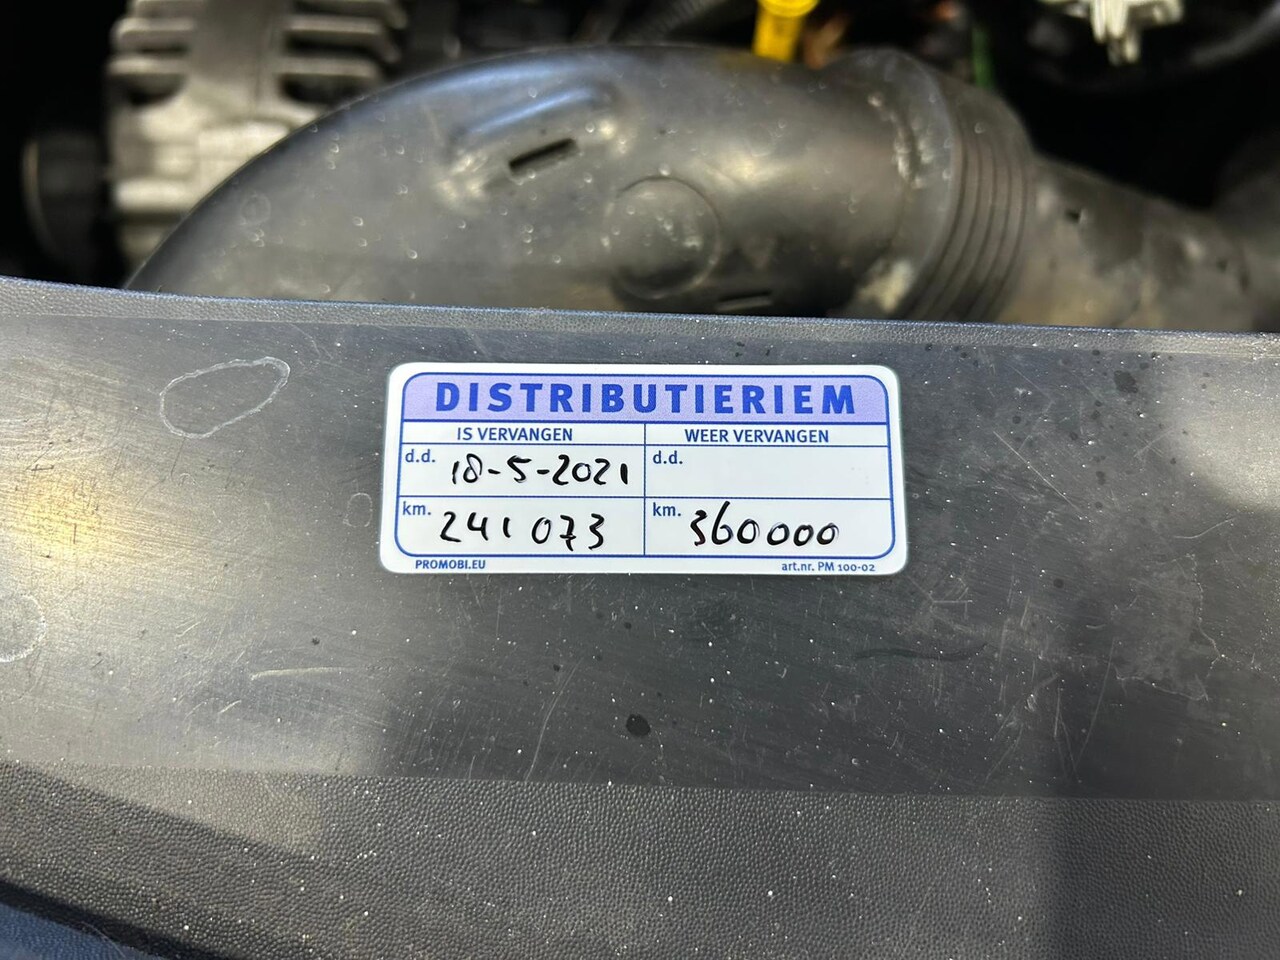 DISTRIBUTIERIEM
IS VERVANGEN WEER VERVANGEN
d.d. 18-5-2021 d.d.
km. 241073 km. 360000
PROMOBI.EU art.nr. PM 100-02